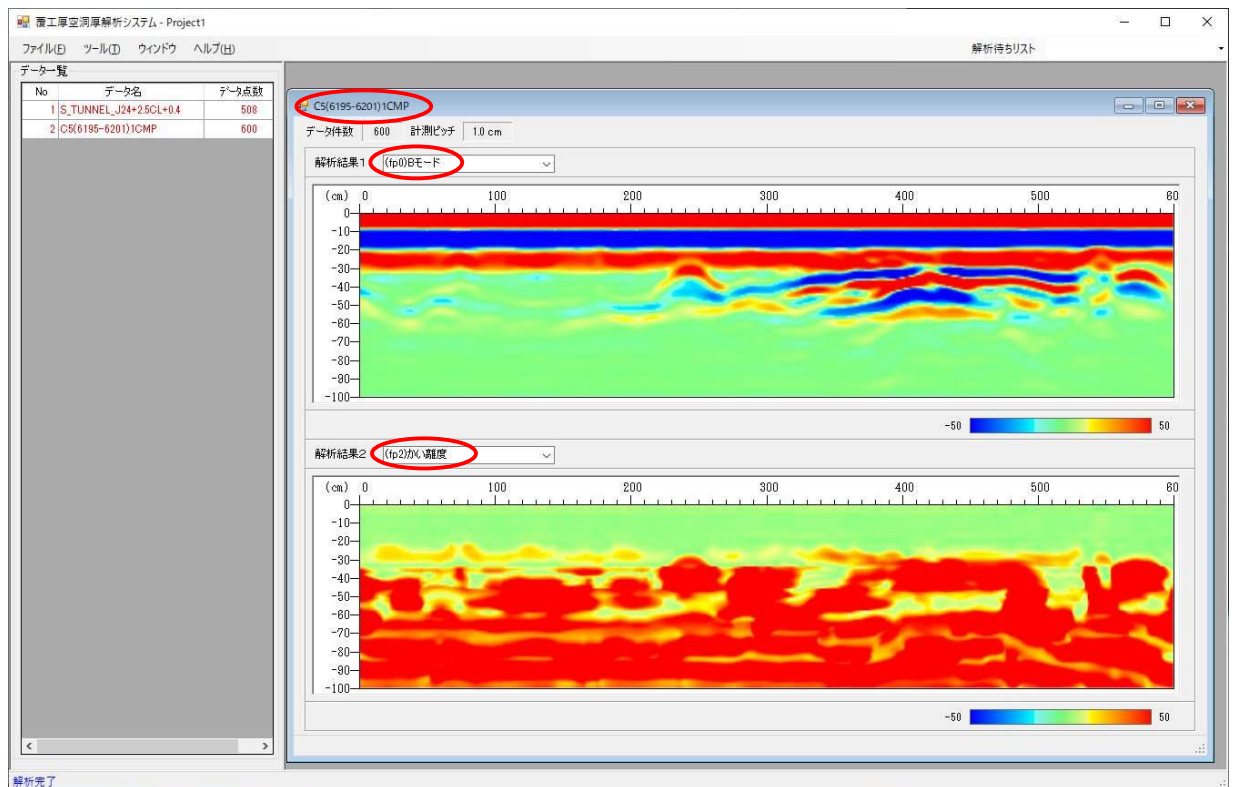 覆工厚空洞厚解析システム - Project1
ファイル(F) ツール(T) ウィンドウ ヘルプ(H) 解析待ちリスト
データ一覧
No データ名 データ点数
1 S_TUNNEL_J24+2.5CL+0.4 508
2 C5(6195-6201)1CMP 600
C5(6195-6201)1CMP
データ件数 600 計測ピッチ 1.0 cm
解析結果1 (fp0)Bモード
(cm) 0 100 200 300 400 500 60
0
-10
-20
-30
-40
-50
-60
-70
-80
-90
-100
-50 50
解析結果2 (fp2)かい離度
(cm) 0 100 200 300 400 500 60
0
-10
-20
-30
-40
-50
-60
-70
-80
-90
-100
-50 50
解析完了